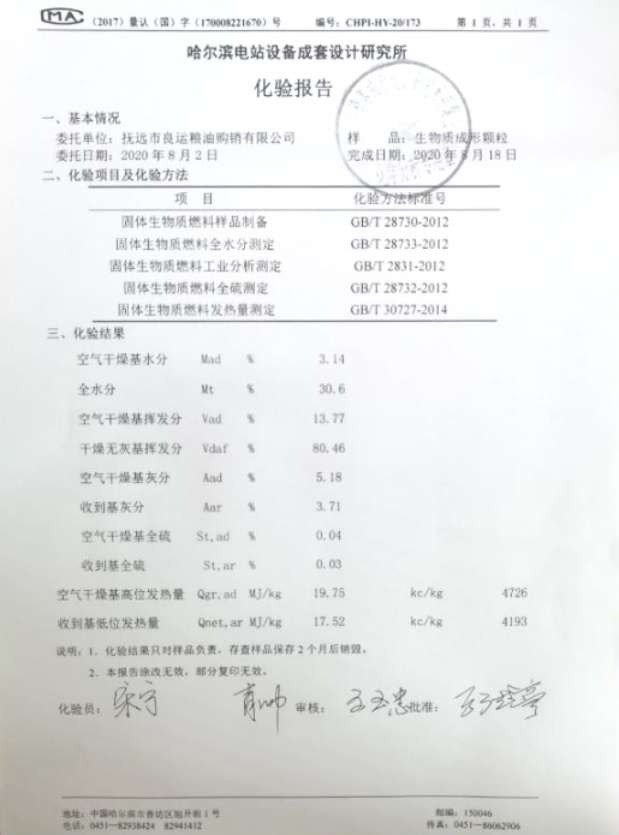 CMA (2017)量认(国)字(170008221670)号 编号: CHPI-HY-20/173 第 1 页, 共 1 页
哈尔滨电站设备成套设计研究所
化验报告
一、基本情况
委托单位: 抚远市良运粮油购销有限公司 样 品: 生物质成形颗粒
委托日期: 2020 年 8 月 2 日 完成日期: 2020 年 8 月 18 日
二、化验项目及化验方法
项 目 化验方法标准号
固体生物质燃料样品制备 GB/T 28730-2012
固体生物质燃料全水分测定 GB/T 28733-2012
固体生物质燃料工业分析测定 GB/T 2831-2012
固体生物质燃料全硫测定 GB/T 28732-2012
固体生物质燃料发热量测定 GB/T 30727-2014
三、化验结果
空气干燥基水分 Mad % 3.14
全水分 Mt % 30.6
空气干燥基挥发分 Vad % 13.77
干燥无灰基挥发分 Vdaf % 80.46
空气干燥基灰分 Aad % 5.18
收到基灰分 Aar % 3.71
空气干燥基全硫 St,ad % 0.04
收到基全硫 St,ar % 0.03
空气干燥基高位发热量 Qgr,ad MJ/kg 19.75 kc/kg 4726
收到基低位发热量 Qnet,ar MJ/kg 17.52 kc/kg 4193
说明: 1. 化验结果只对样品负责, 存查样品保存 2 个月后销毁。
2. 本报告涂改无效, 部分复印无效。
化验员: 宋宁 审核: 批准:
地址: 中国哈尔滨市香坊区旭升街 1 号 邮编: 150046
电话: 0451-82938424 82941412 传真: 0451-86062906